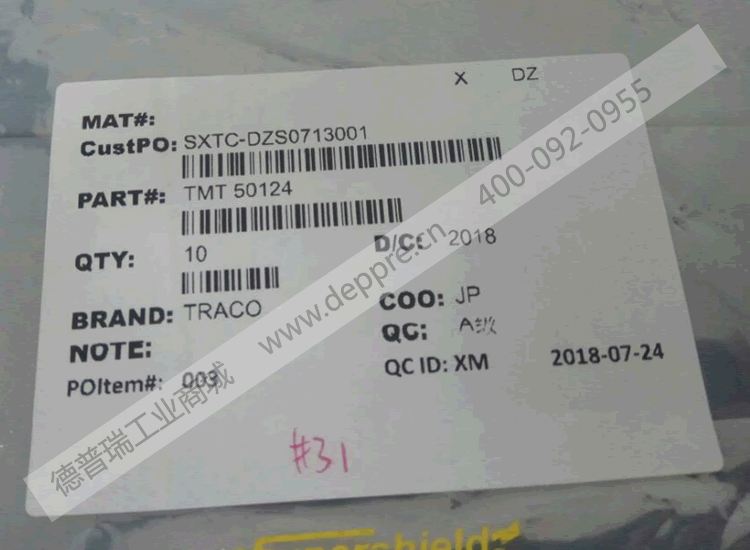 X DZ
MAT#:
CustPO: SXTC-DZS0713001
PART#: TMT 50124
QTY: 10 D/C: 2018
BRAND: TRACO COO: JP
NOTE: QC: A级
POItem#: 003 QC ID: XM 2018-07-24
#31
德普瑞工业商城 www.deppre.cn 400-092-0955